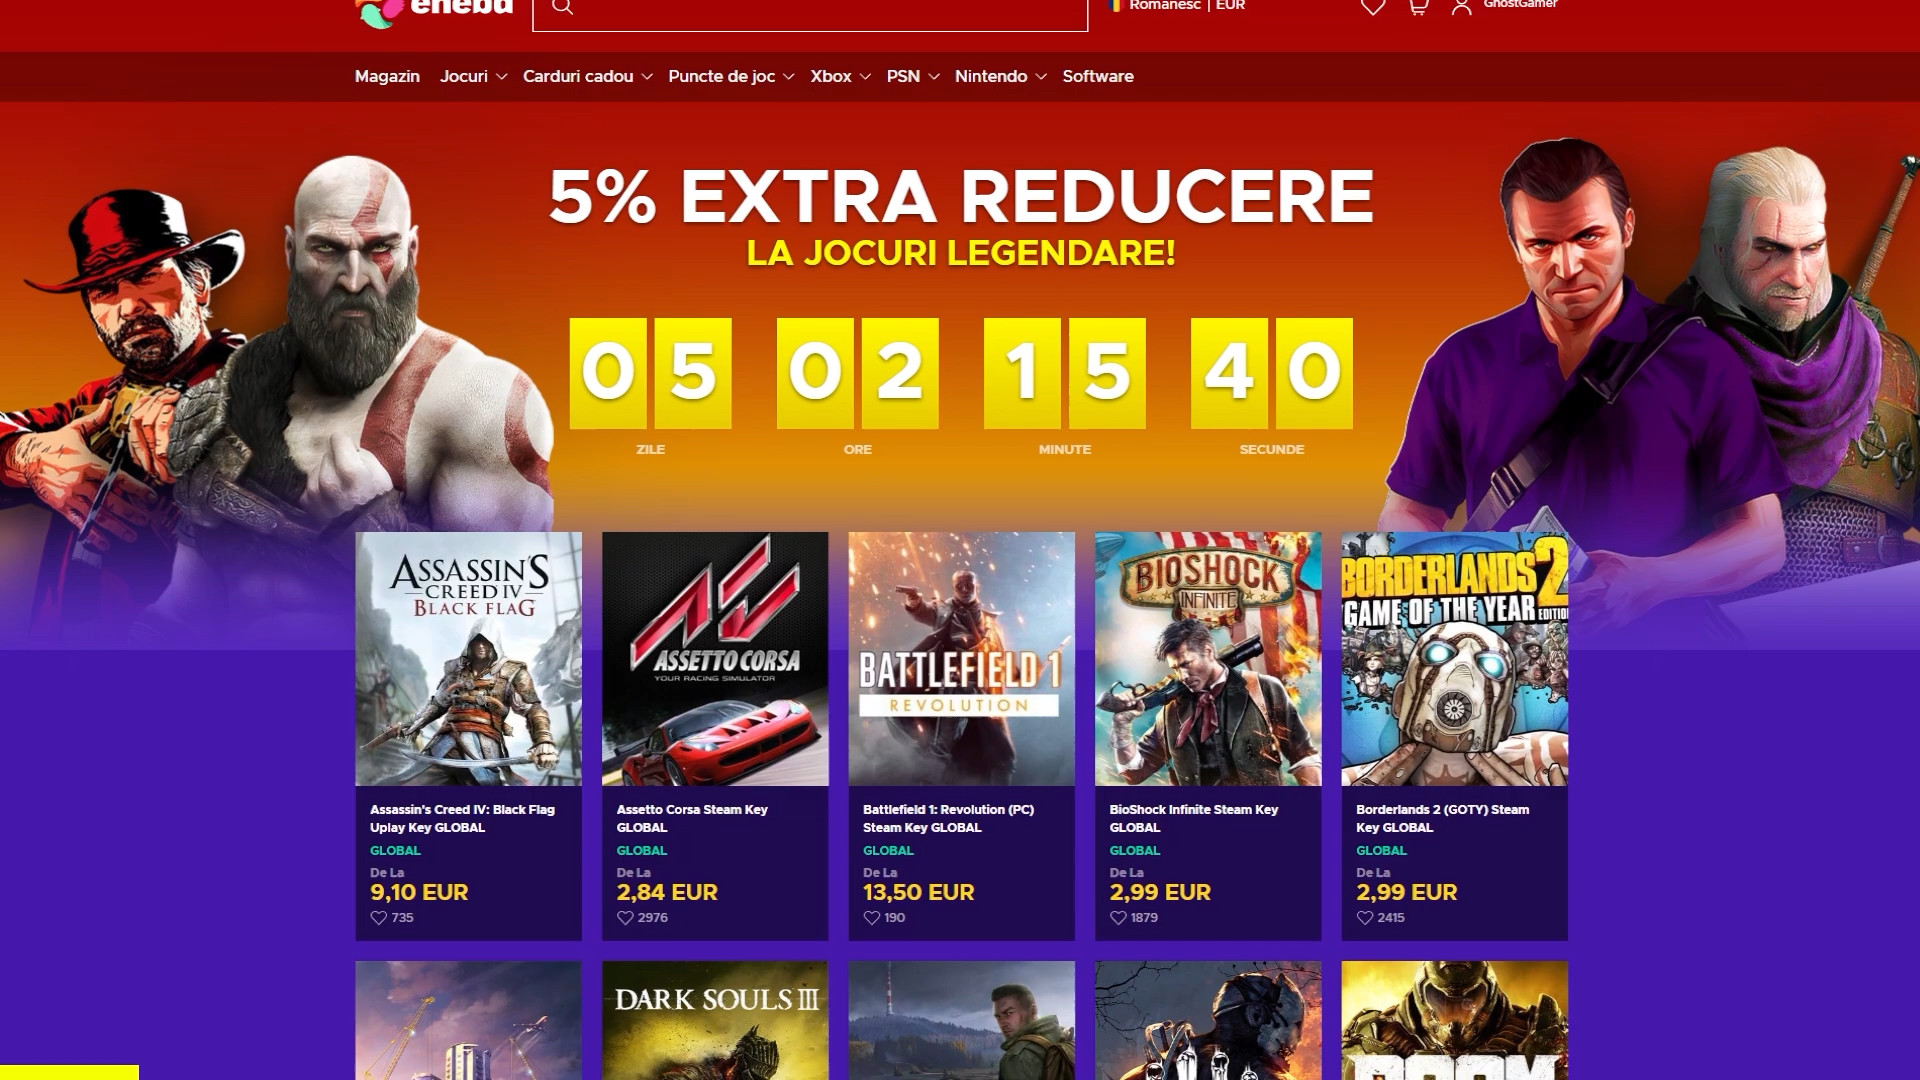 eneba
Romanesc | EUR
GhostGamer
Magazin Jocuri Carduri cadou Puncte de joc Xbox PSN Nintendo Software
5% EXTRA REDUCERE
LA JOCURI LEGENDARE!
05 02 15 40
ZILE ORE MINUTE SECUNDE
ASSASSIN'S
CREED IV
BLACK FLAG
ASSETTO CORSA
YOUR RACING SIMULATOR
BATTLEFIELD 1
REVOLUTION
BIOSHOCK
INFINITE
BORDERLANDS 2
GAME OF THE YEAR EDITIO
Assassin's Creed IV: Black Flag
Uplay Key GLOBAL
GLOBAL
De La
9,10 EUR
735
Assetto Corsa Steam Key
GLOBAL
GLOBAL
De La
2,84 EUR
2976
Battlefield 1: Revolution (PC)
Steam Key GLOBAL
GLOBAL
De La
13,50 EUR
190
BioShock Infinite Steam Key
GLOBAL
GLOBAL
De La
2,99 EUR
1879
Borderlands 2 (GOTY) Steam
Key GLOBAL
GLOBAL
De La
2,99 EUR
2415
DARK SOULS III
DOOM